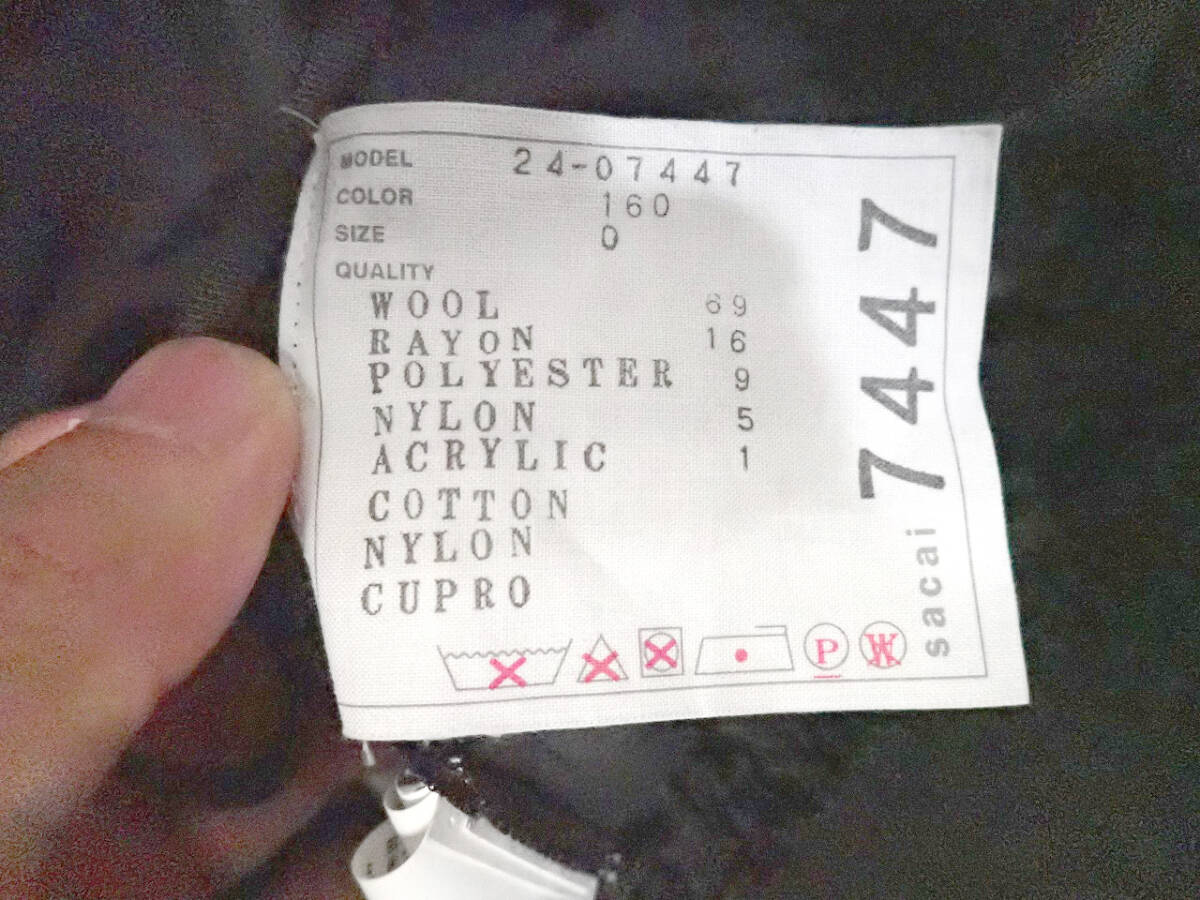 MODEL 24-07447
COLOR 160
SIZE 0
QUALITY
WOOL 69
RAYON 16
POLYESTER 9
NYLON 5
ACRYLIC 1
COTTON
NYLON
CUPRO
P W
sacai 7447